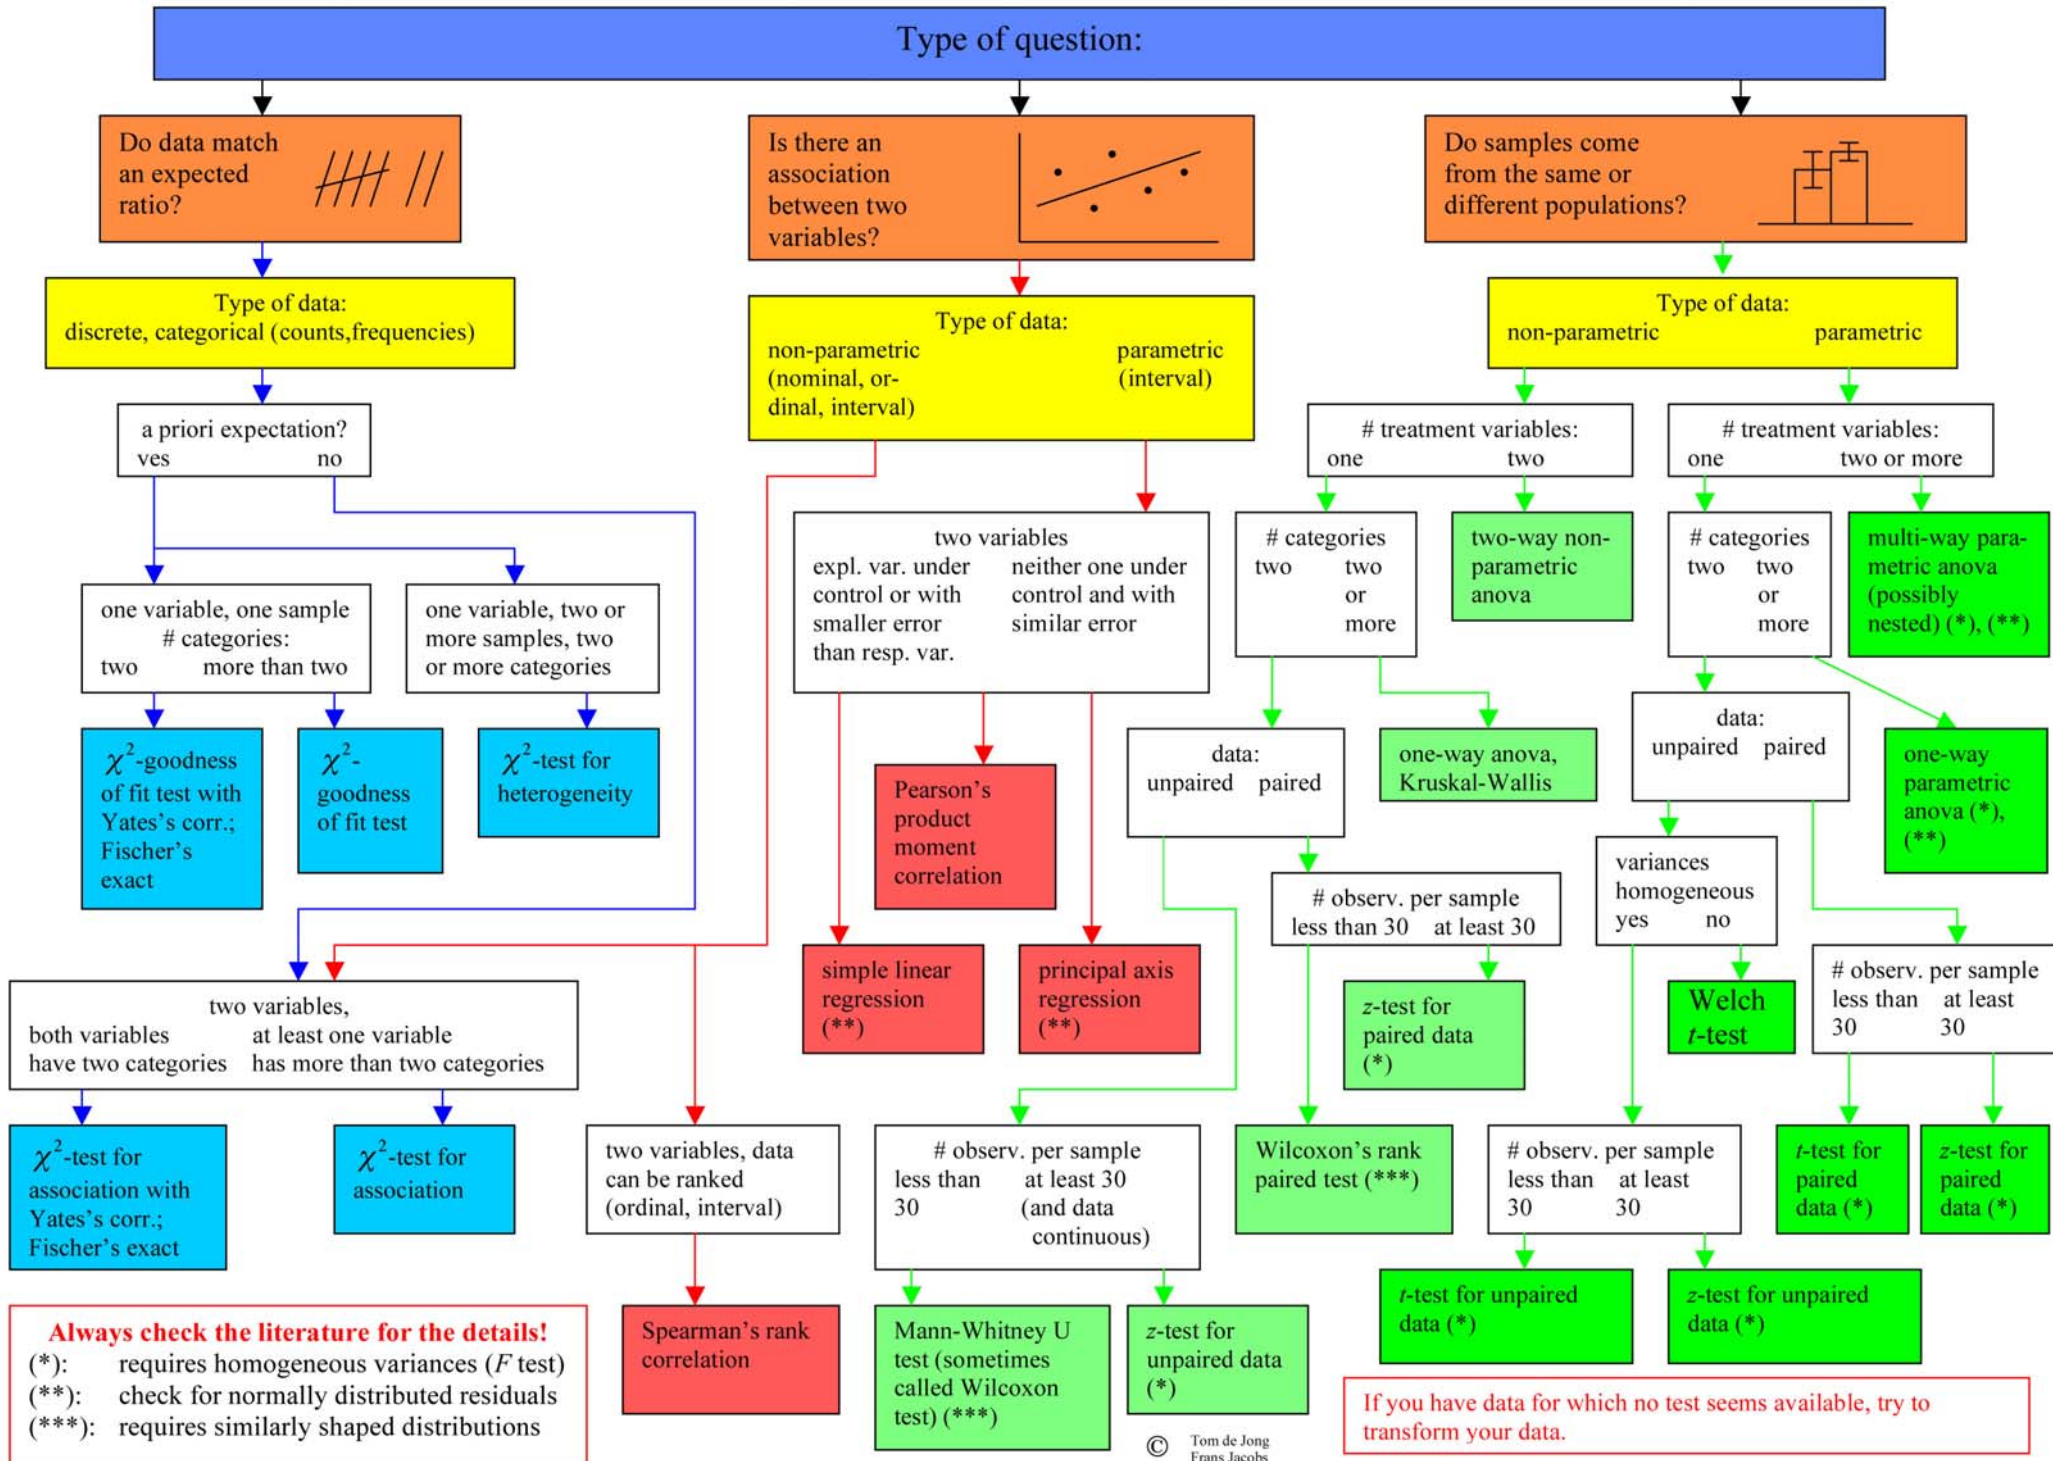 Type of question:
Do data match
an expected
ratio?
Is there an
association
between two
variables?
Do samples come
from the same or
different populations?
Type of data:
discrete, categorical (counts,frequencies)
Type of data:
non-parametric parametric
(nominal, or- (interval)
dinal, interval)
Type of data:
non-parametric parametric
a priori expectation?
yes no
# treatment variables:
one two
# treatment variables:
one two or more
two variables
expl. var. under neither one under
control or with control and with
smaller error similar error
than resp. var.
# categories
two two
or
more
two-way non-
parametric
anova
# categories
two two
or
more
multi-way para-
metric anova
(possibly
nested) (*), (**)
one variable, one sample
# categories:
two more than two
one variable, two or
more samples, two
or more categories
χ²-goodness
of fit test with
Yates's corr.;
Fischer's
exact
χ²-
goodness
of fit test
χ²-test for
heterogeneity
Pearson's
product
moment
correlation
data:
unpaired paired
one-way anova,
Kruskal-Wallis
data:
unpaired paired
one-way
parametric
anova (*),
(**)
variances
homogeneous
yes no
# observ. per sample
less than 30 at least 30
simple linear
regression
(**)
principal axis
regression
(**)
z-test for
paired data
(*)
Welch
t-test
# observ. per sample
less than at least
30 30
two variables,
both variables at least one variable
have two categories has more than two categories
χ²-test for
association with
Yates's corr.;
Fischer's exact
χ²-test for
association
two variables, data
can be ranked
(ordinal, interval)
# observ. per sample
less than at least 30
30 (and data
continuous)
Wilcoxon's rank
paired test (***)
# observ. per sample
less than at least
30 30
t-test for
paired
data (*)
z-test for
paired
data (*)
t-test for unpaired
data (*)
z-test for unpaired
data (*)
Always check the literature for the details!
(*): requires homogeneous variances (F test)
(**): check for normally distributed residuals
(***): requires similarly shaped distributions
Spearman's rank
correlation
Mann-Whitney U
test (sometimes
called Wilcoxon
test) (***)
z-test for
unpaired data
(*)
If you have data for which no test seems available, try to
transform your data.
© Tom de Jong
Frans Jacobs